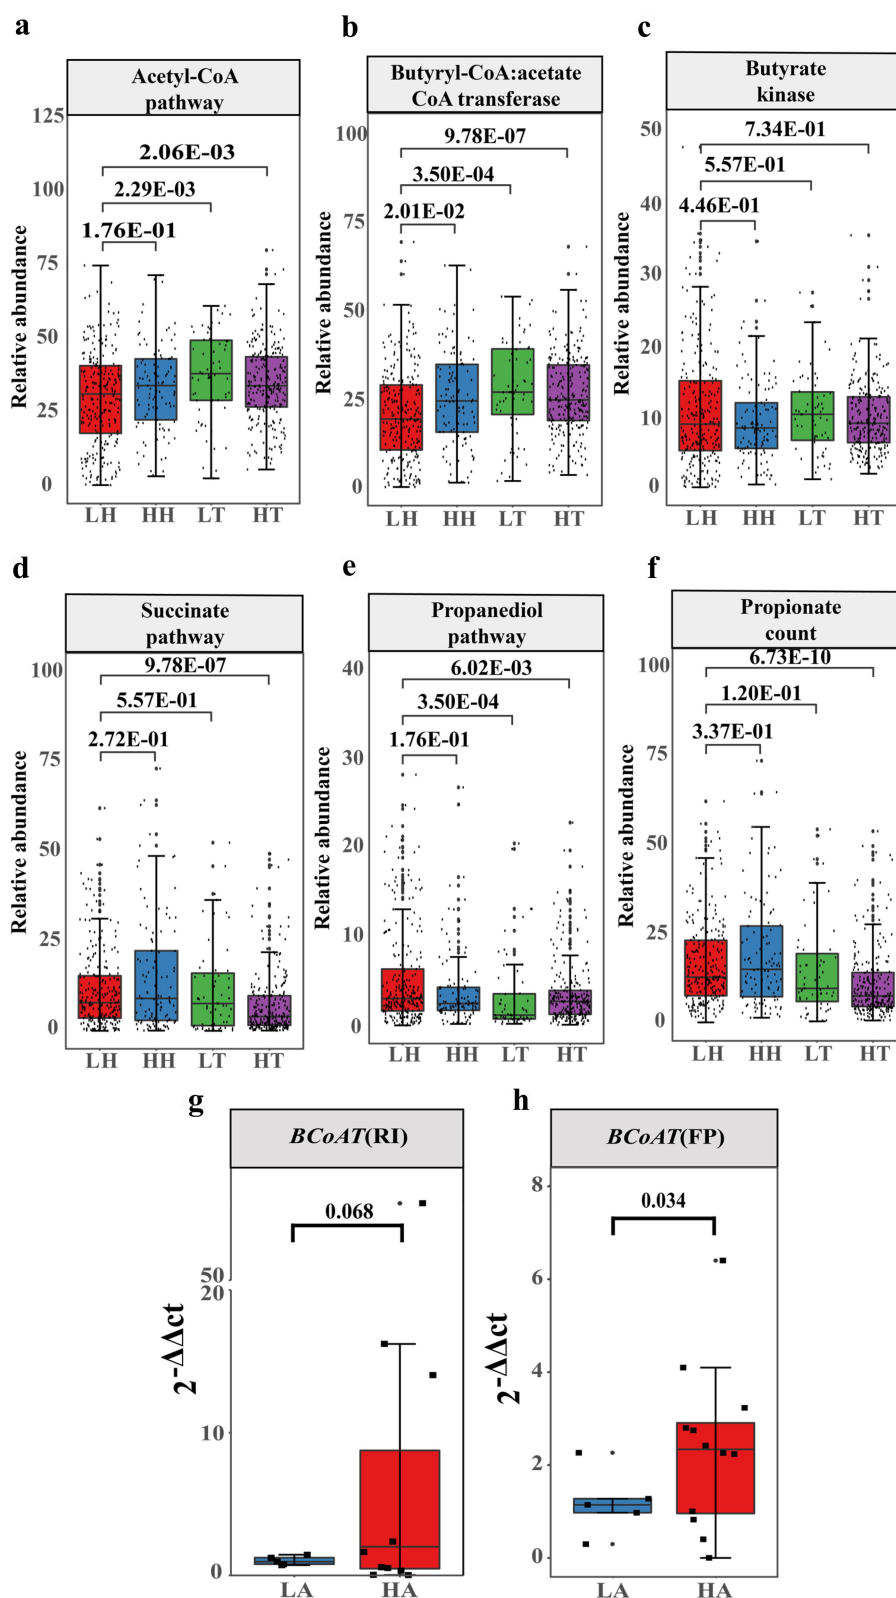 a
Acetyl-CoA
pathway
Relative abundance
125
100
75
50
25
0
2.06E-03
2.29E-03
1.76E-01
LH HH LT HT
b
Butyryl-CoA:acetate
CoA transferase
Relative abundance
100
75
50
25
0
9.78E-07
3.50E-04
2.01E-02
LH HH LT HT
c
Butyrate
kinase
Relative abundance
50
40
30
20
10
0
7.34E-01
5.57E-01
4.46E-01
LH HH LT HT
d
Succinate
pathway
Relative abundance
100
75
50
25
0
9.78E-07
5.57E-01
2.72E-01
LH HH LT HT
e
Propanediol
pathway
Relative abundance
40
30
20
10
0
6.02E-03
3.50E-04
1.76E-01
LH HH LT HT
f
Propionate
count
Relative abundance
100
75
50
25
0
6.73E-10
1.20E-01
3.37E-01
LH HH LT HT
g
BCoAT(RI)
2-ΔΔct
50
20
10
0
0.068
LA HA
h
BCoAT(FP)
2-ΔΔct
8
6
4
2
0
0.034
LA HA